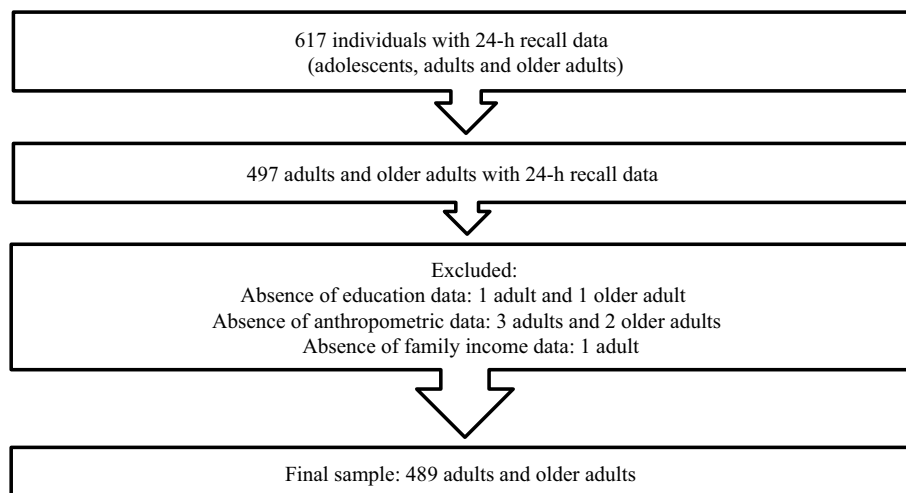 617 individuals with 24-h recall data
(adolescents, adults and older adults)
497 adults and older adults with 24-h recall data
Excluded:
Absence of education data: 1 adult and 1 older adult
Absence of anthropometric data: 3 adults and 2 older adults
Absence of family income data: 1 adult
Final sample: 489 adults and older adults